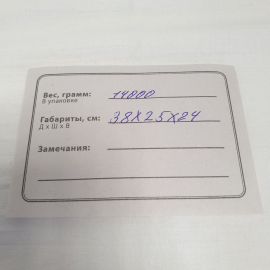 Вес, грамм: 14000
В упаковке
Габариты, см: 38х25х24
Д х Ш х В
Замечания: